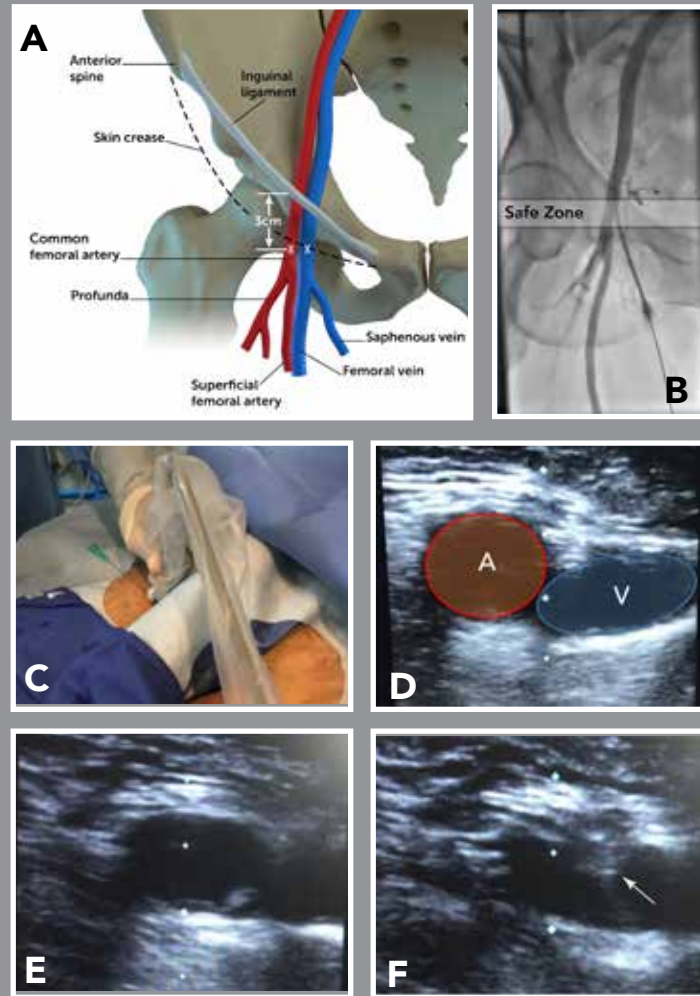 A
Anterior
spine
Inguinal
ligament
Skin crease
3cm
Common
femoral artery
x x
Profunda
Saphenous vein
Femoral vein
Superficial
femoral artery
Safe Zone
B
C
A
V
D
E
F